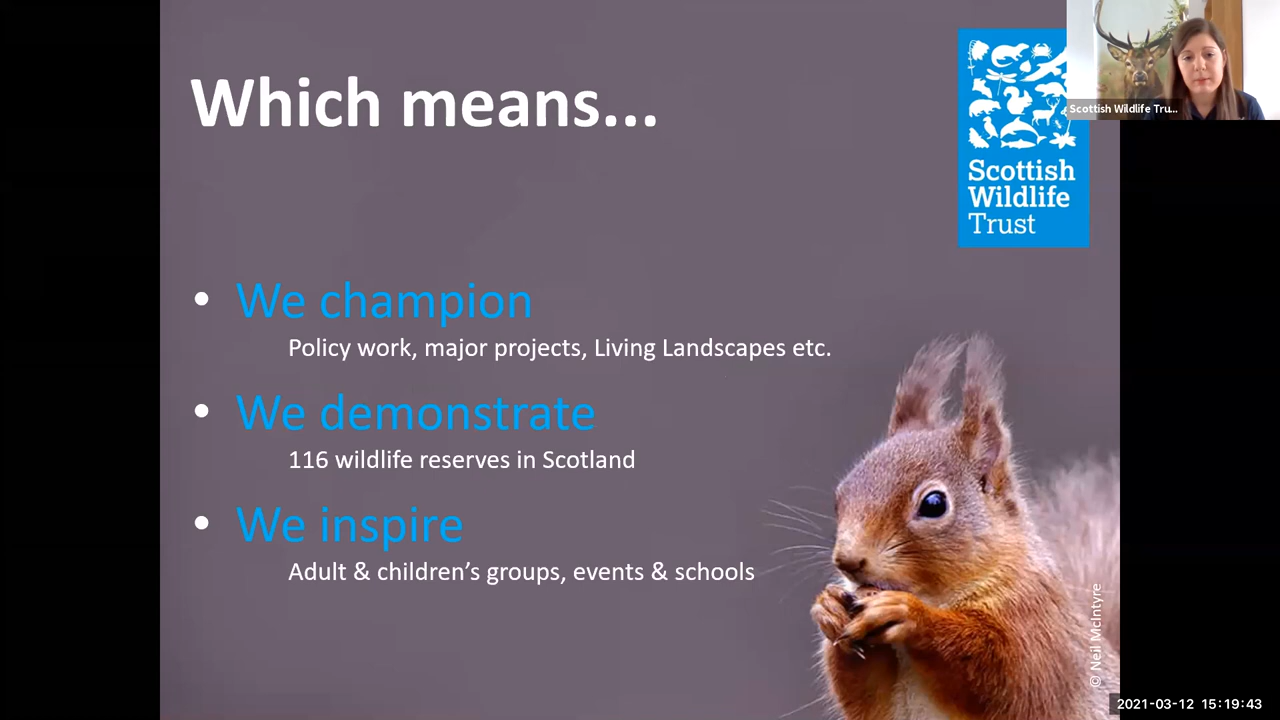 Which means...
Scottish
Wildlife
Trust
Scottish Wildlife Tru...
• We champion
Policy work, major projects, Living Landscapes etc.
• We demonstrate
116 wildlife reserves in Scotland
• We inspire
Adult & children’s groups, events & schools
© Neil McIntyre
2021-03-12 15:19:43